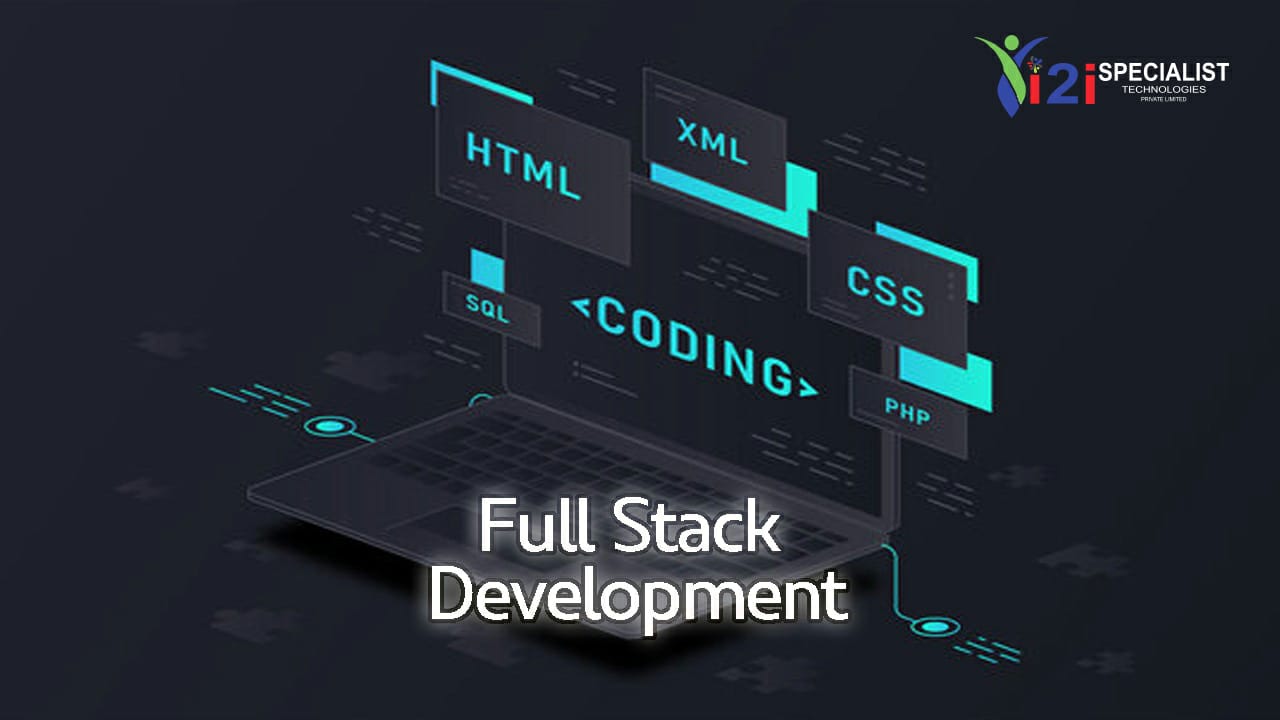 i2i SPECIALIST
TECHNOLOGIES
PRIVATE LIMITED
HTML
XML
CSS
SQL
<CODING>
PHP
Full Stack
Development